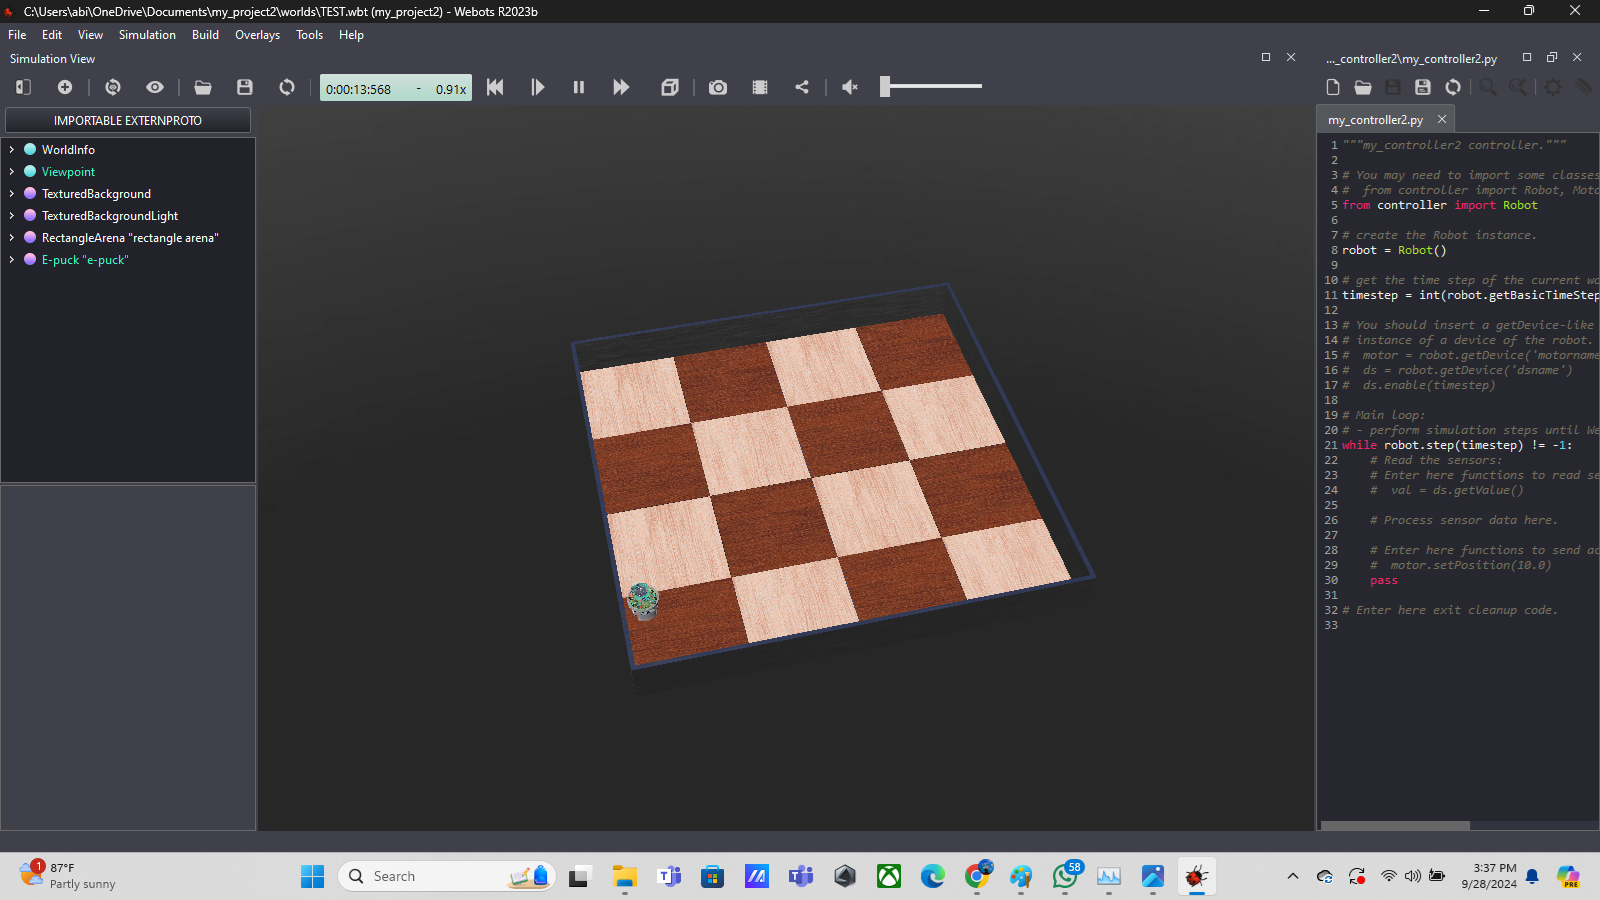 C:\Users\abi\OneDrive\Documents\my_project2\worlds\TEST.wbt (my_project2) - Webots R2023b
File Edit View Simulation Build Overlays Tools Help
Simulation View
0:00:13:568 - 0.91x
IMPORTABLE EXTERNPROTO
WorldInfo
Viewpoint
TexturedBackground
TexturedBackgroundLight
RectangleArena "rectangle arena"
E-puck "e-puck"
..._controller2\my_controller2.py
my_controller2.py
1 """my_controller2 controller."""
2
3 # You may need to import some classes
4 #  from controller import Robot, Moto
5 from controller import Robot
6
7 # create the Robot instance.
8 robot = Robot()
9
10 # get the time step of the current wo
11 timestep = int(robot.getBasicTimeStep
12
13 # You should insert a getDevice-like
14 # instance of a device of the robot.
15 #  motor = robot.getDevice('motorname
16 #  ds = robot.getDevice('dsname')
17 #  ds.enable(timestep)
18
19 # Main loop:
20 # - perform simulation steps until We
21 while robot.step(timestep) != -1:
22     # Read the sensors:
23     # Enter here functions to read se
24     #  val = ds.getValue()
25
26     # Process sensor data here.
27
28     # Enter here functions to send ac
29     #  motor.setPosition(10.0)
30     pass
31
32 # Enter here exit cleanup code.
33
1
87°F
Partly sunny
Search
58
3:37 PM
9/28/2024
PRE